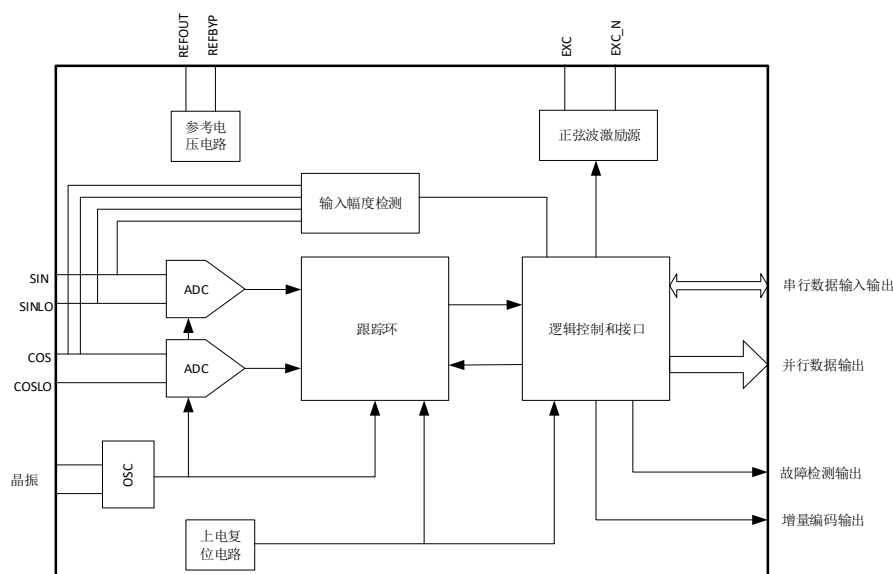 REFOUT
REFBYP
EXC
EXC_N
参考电
压电路
正弦波激励源
输入幅度检测
SIN
SINLO
ADC
跟踪环
逻辑控制和接口
串行数据输入输出
COS
COSLO
ADC
并行数据输出
晶振
OSC
故障检测输出
上电复
位电路
增量编码输出